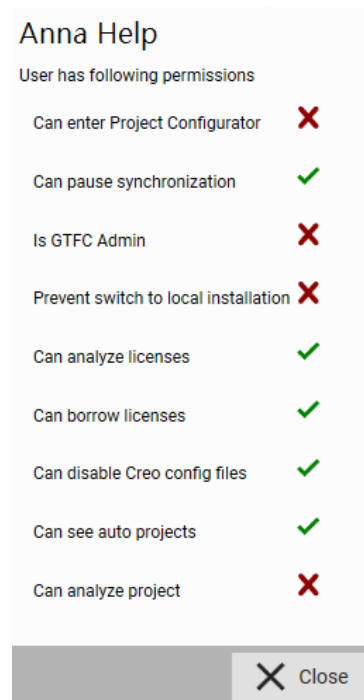 Anna Help
User has following permissions
Can enter Project Configurator
Can pause synchronization
Is GTFC Admin
Prevent switch to local installation
Can analyze licenses
Can borrow licenses
Can disable Creo config files
Can see auto projects
Can analyze project
Close